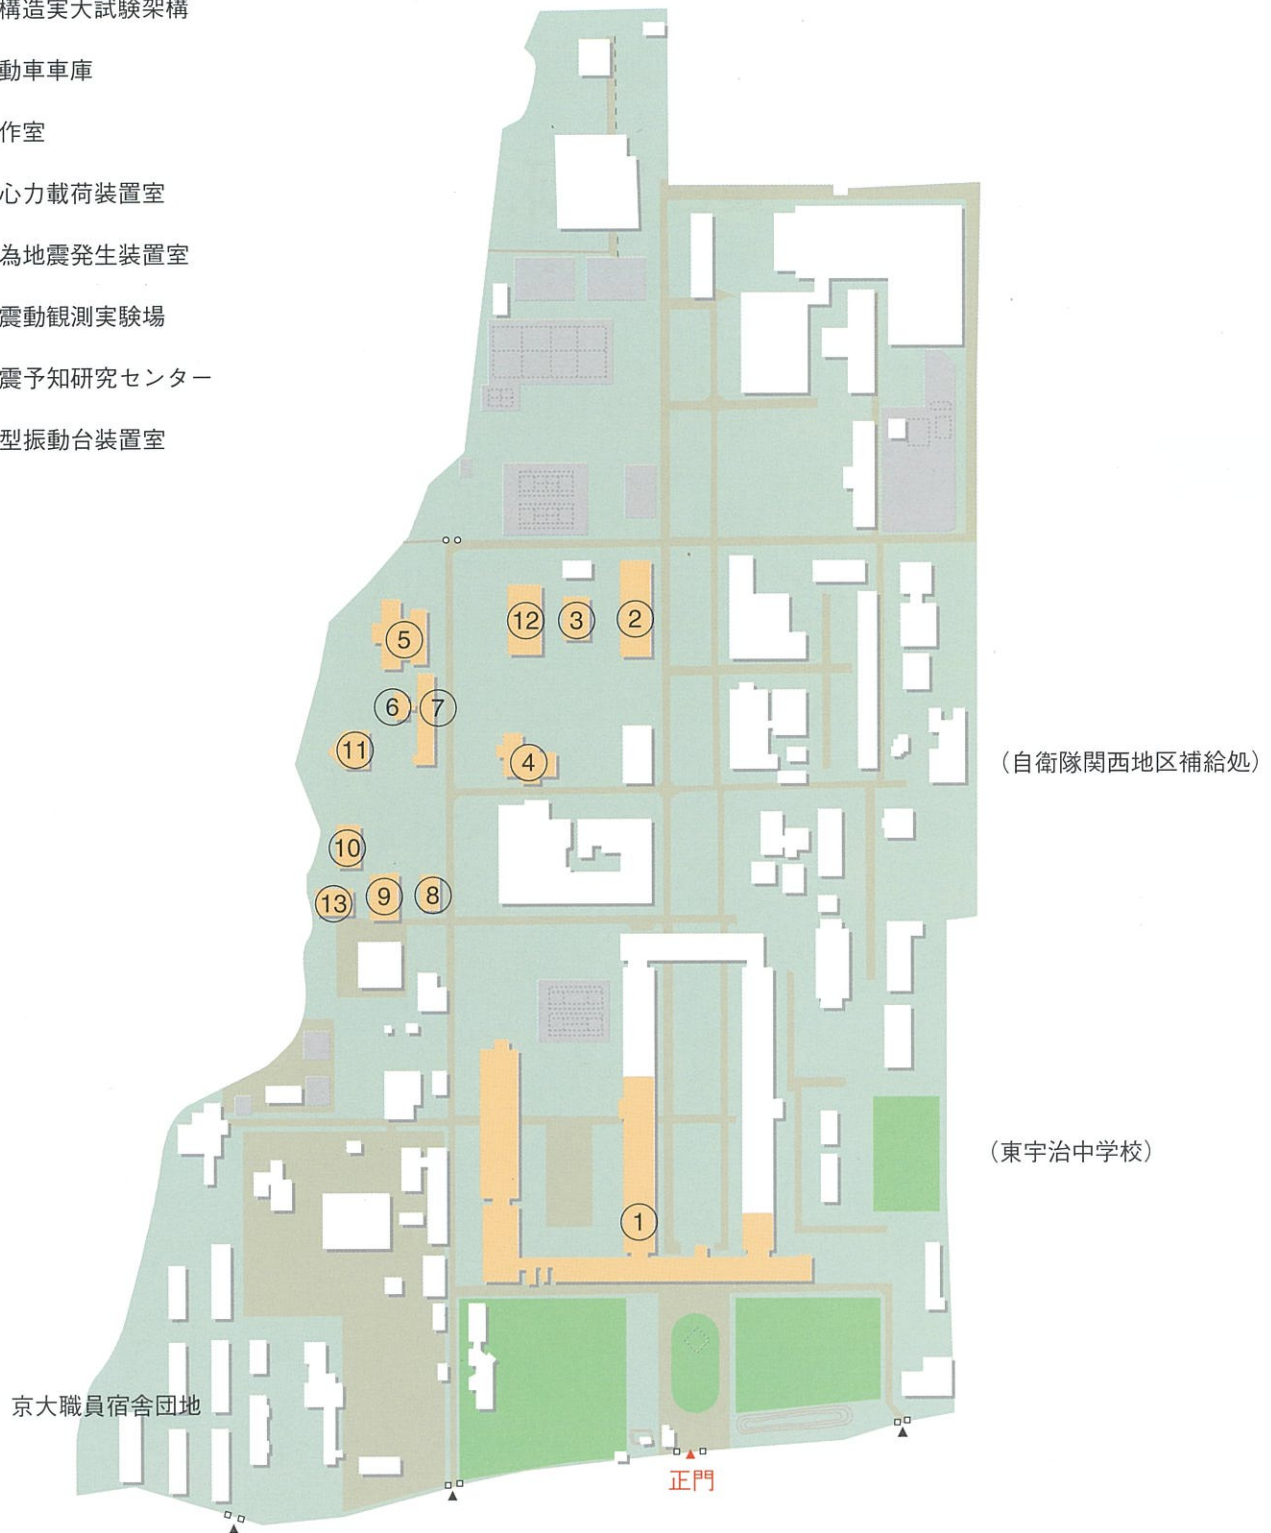 構造実大試験架構
動車車庫
作室
心力載荷装置室
為地震発生装置室
震動観測実験場
震予知研究センター
型振動台装置室
12
3
2
5
6
7
11
4
(自衛隊関西地区補給処)
10
13
9
8
(東宇治中学校)
1
京大職員宿舎団地
正門